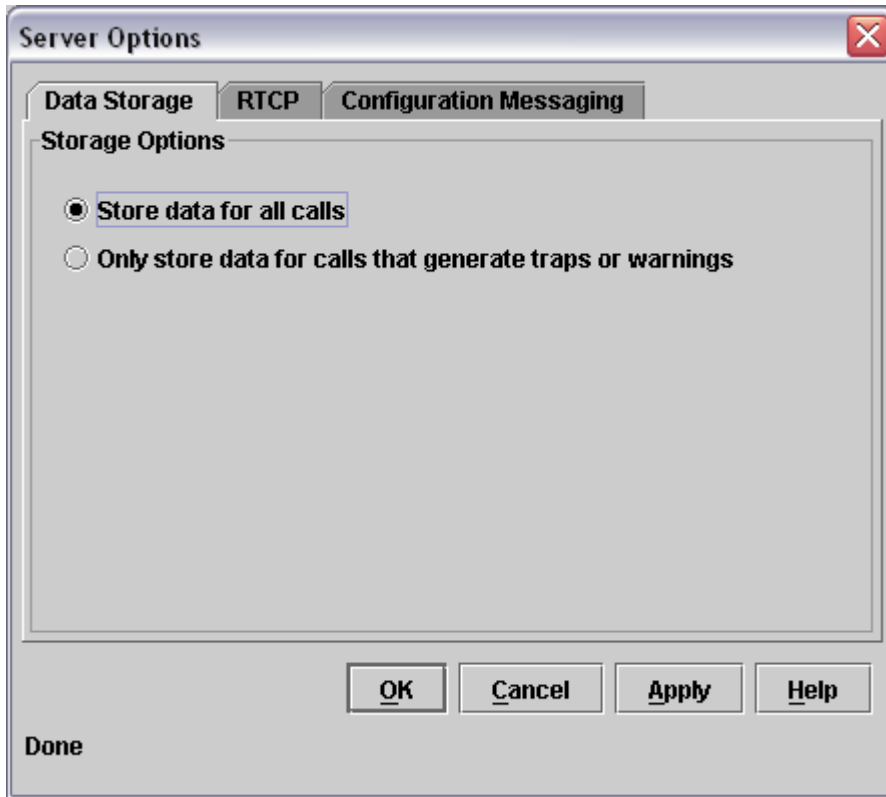 Server Options
Data Storage RTCP Configuration Messaging
Storage Options
Store data for all calls
Only store data for calls that generate traps or warnings
OK Cancel Apply Help
Done